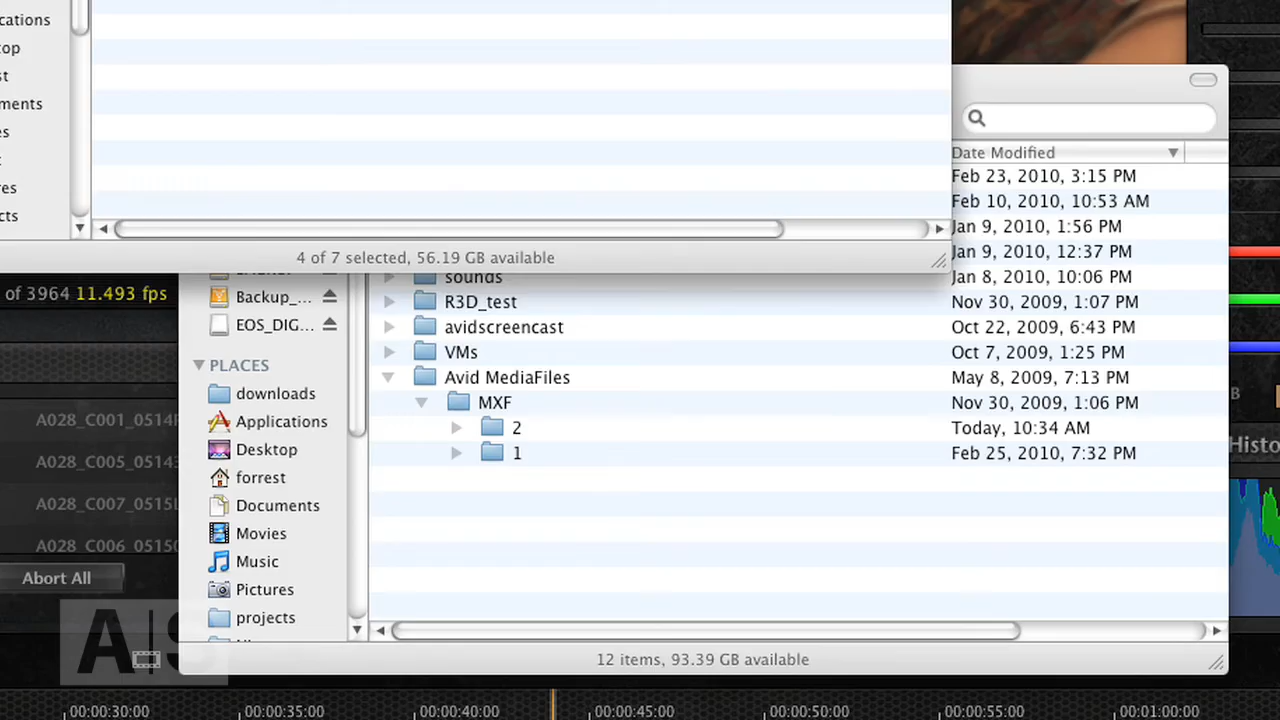 cations
top
st
ments
es
res
cts
4 of 7 selected, 56.19 GB available
Date Modified
Feb 23, 2010, 3:15 PM
Feb 10, 2010, 10:53 AM
Jan 9, 2010, 1:56 PM
Jan 9, 2010, 12:37 PM
sounds Jan 8, 2010, 10:06 PM
R3D_test Nov 30, 2009, 1:07 PM
avidscreencast Oct 22, 2009, 6:43 PM
VMs Oct 7, 2009, 1:25 PM
Avid MediaFiles May 8, 2009, 7:13 PM
MXF Nov 30, 2009, 1:06 PM
2 Today, 10:34 AM
1 Feb 25, 2010, 7:32 PM
Backup_...
EOS_DIG...
PLACES
downloads
Applications
Desktop
forrest
Documents
Movies
Music
Pictures
projects
12 items, 93.39 GB available
of 3964 11.493 fps
A028_C001_0514
A028_C005_0514
A028_C007_0515
A028_C006_0515
Abort All
B
Histo
A|S
00:00:30:00 00:00:35:00 00:00:40:00 00:00:45:00 00:00:50:00 00:00:55:00 00:01:00:00